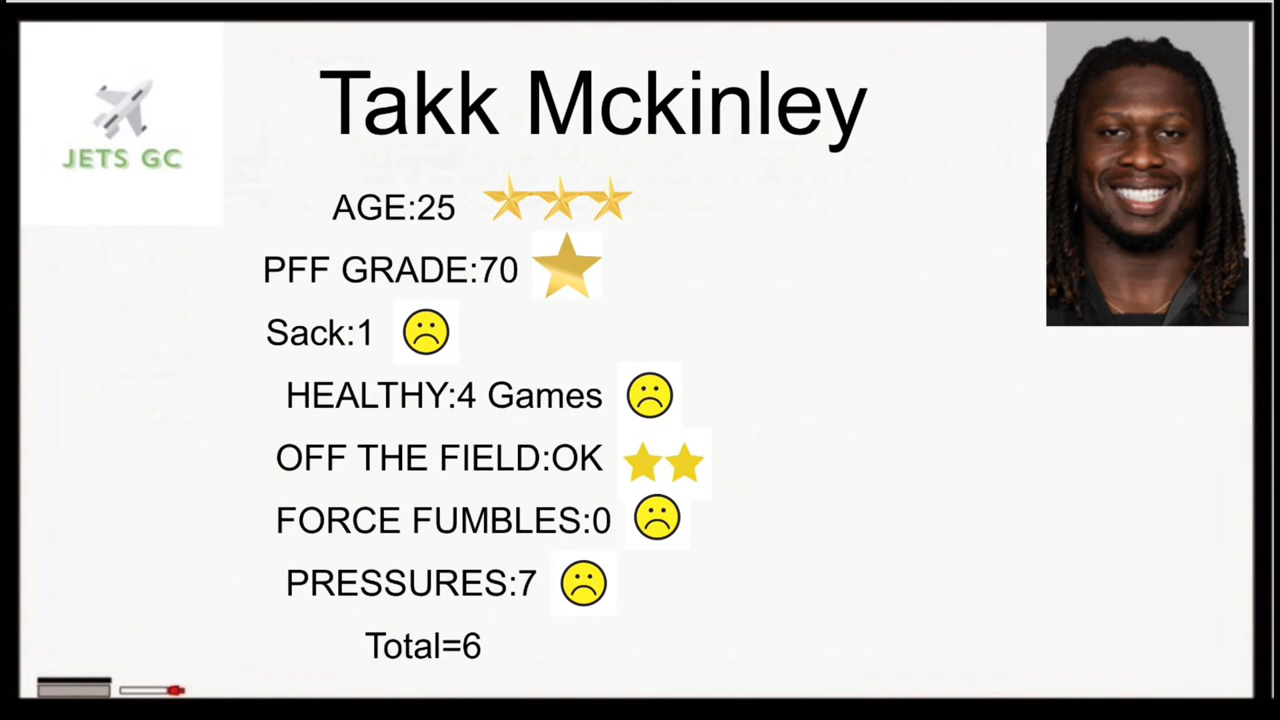 JETS GC
Takk Mckinley
AGE:25
PFF GRADE:70
Sack:1
HEALTHY:4 Games
OFF THE FIELD:OK
FORCE FUMBLES:0
PRESSURES:7
Total=6